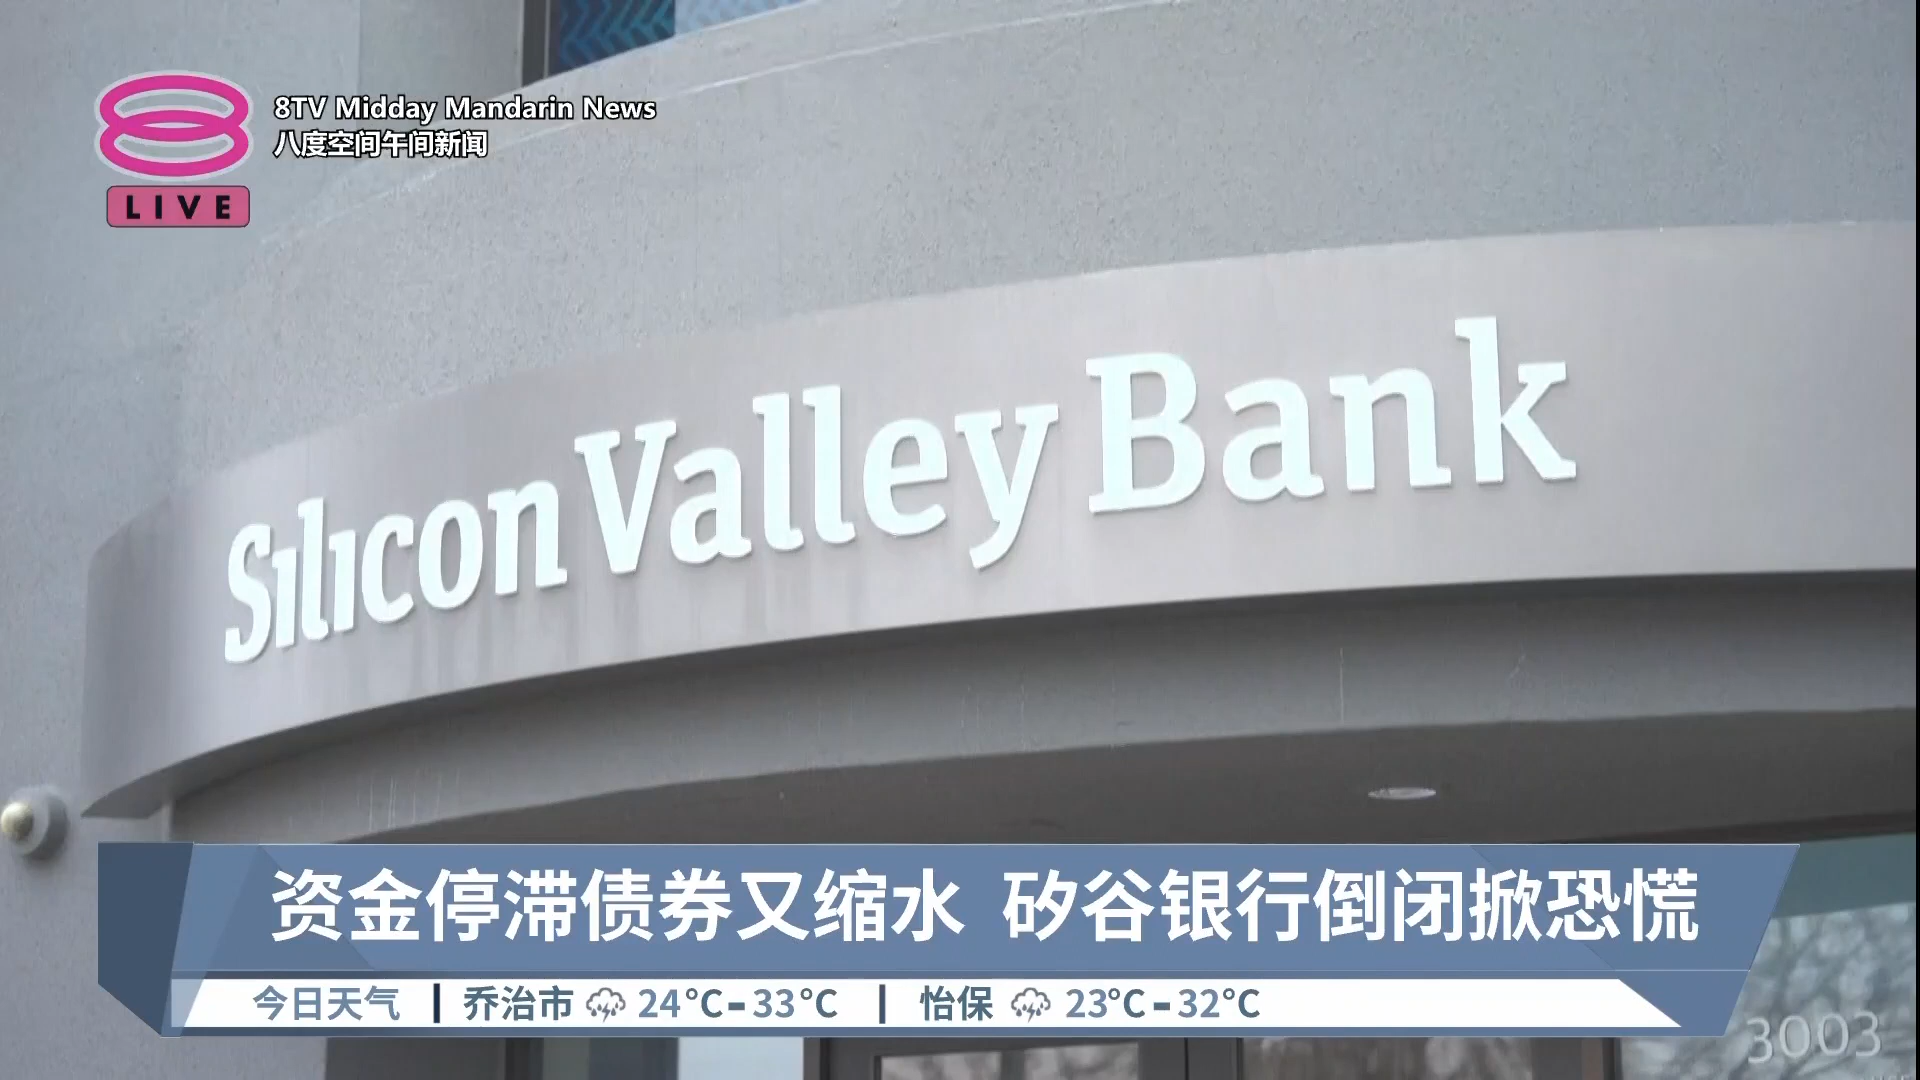 8TV Midday Mandarin News
八度空间午间新闻
LIVE
Silicon Valley Bank
资金停滞债券又缩水 矽谷银行倒闭掀恐慌
今日天气 | 乔治市 24°C-33°C | 怡保 23°C-32°C
3003